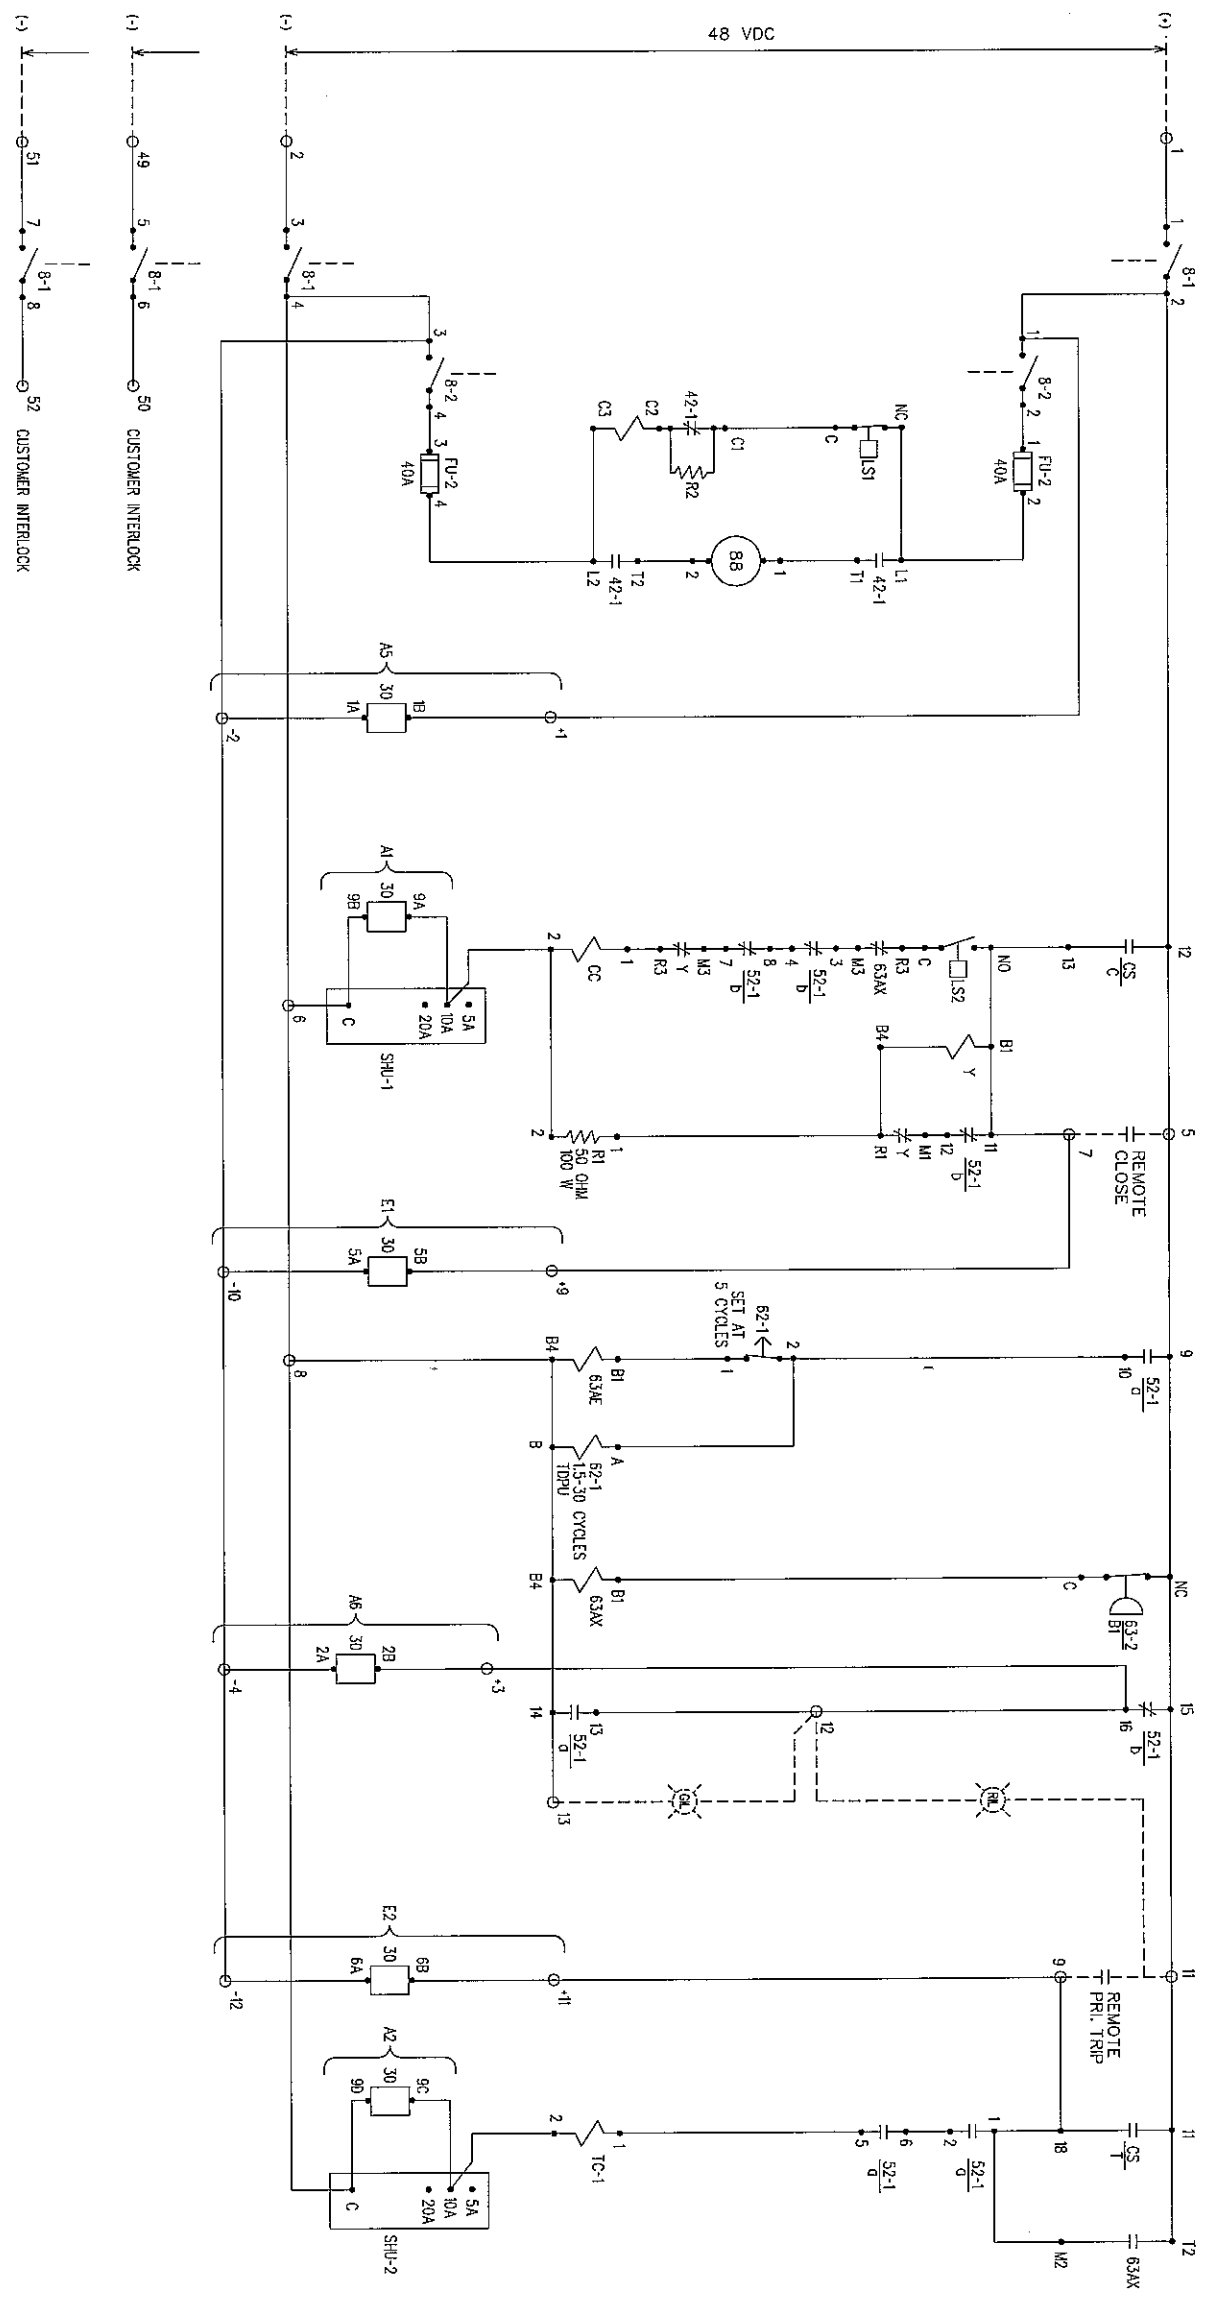 (+)
48 VDC
(-)
(-)
(-)
1
1
8-1
2
1
8-2
2
1
FU-2
40A
2
NC
LS1
C
C1
42-1
R2
C2
C3
L1
42-1
T1
1
BB
2
T2
42-1
L2
2
3
8-1
4
3
8-2
4
3
FU-2
40A
4
49
5
8-1
6
50
CUSTOMER INTERLOCK
51
7
8-1
8
52
CUSTOMER INTERLOCK
+1
1B
30
1A
A5
-2
12
CS
C
13
NO
LS2
C
R3
63AX
M3
3
52-1
b
4
8
52-1
b
7
M3
Y
R3
1
CC
2
B1
Y
B4
5
REMOTE
CLOSE
7
11
52-1
b
12
M1
Y
R1
1
R1
50 OHM
100 W
2
9A
30
9B
A1
5A
10A
20A
C
SHU-1
6
+9
5B
30
5A
E1
-10
9
52-1
a
10
2
62-1
SET AT
5 CYCLES
1
B1
63AE
B4
8
A
62-1
1.5-30 CYCLES
TDPU
B
NC
63-2
B1
C
B1
63AX
B4
+3
2B
30
2A
A6
-4
15
52-1
b
16
12
13
52-1
a
14
RIL
GIL
13
11
REMOTE
PRI. TRIP
9
+11
6B
30
6A
E2
-12
11
CS
T
18
1
52-1
a
2
6
52-1
a
5
1
TC-1
2
9C
30
9D
A2
5A
10A
20A
C
SHU-2
T2
63AX
M2